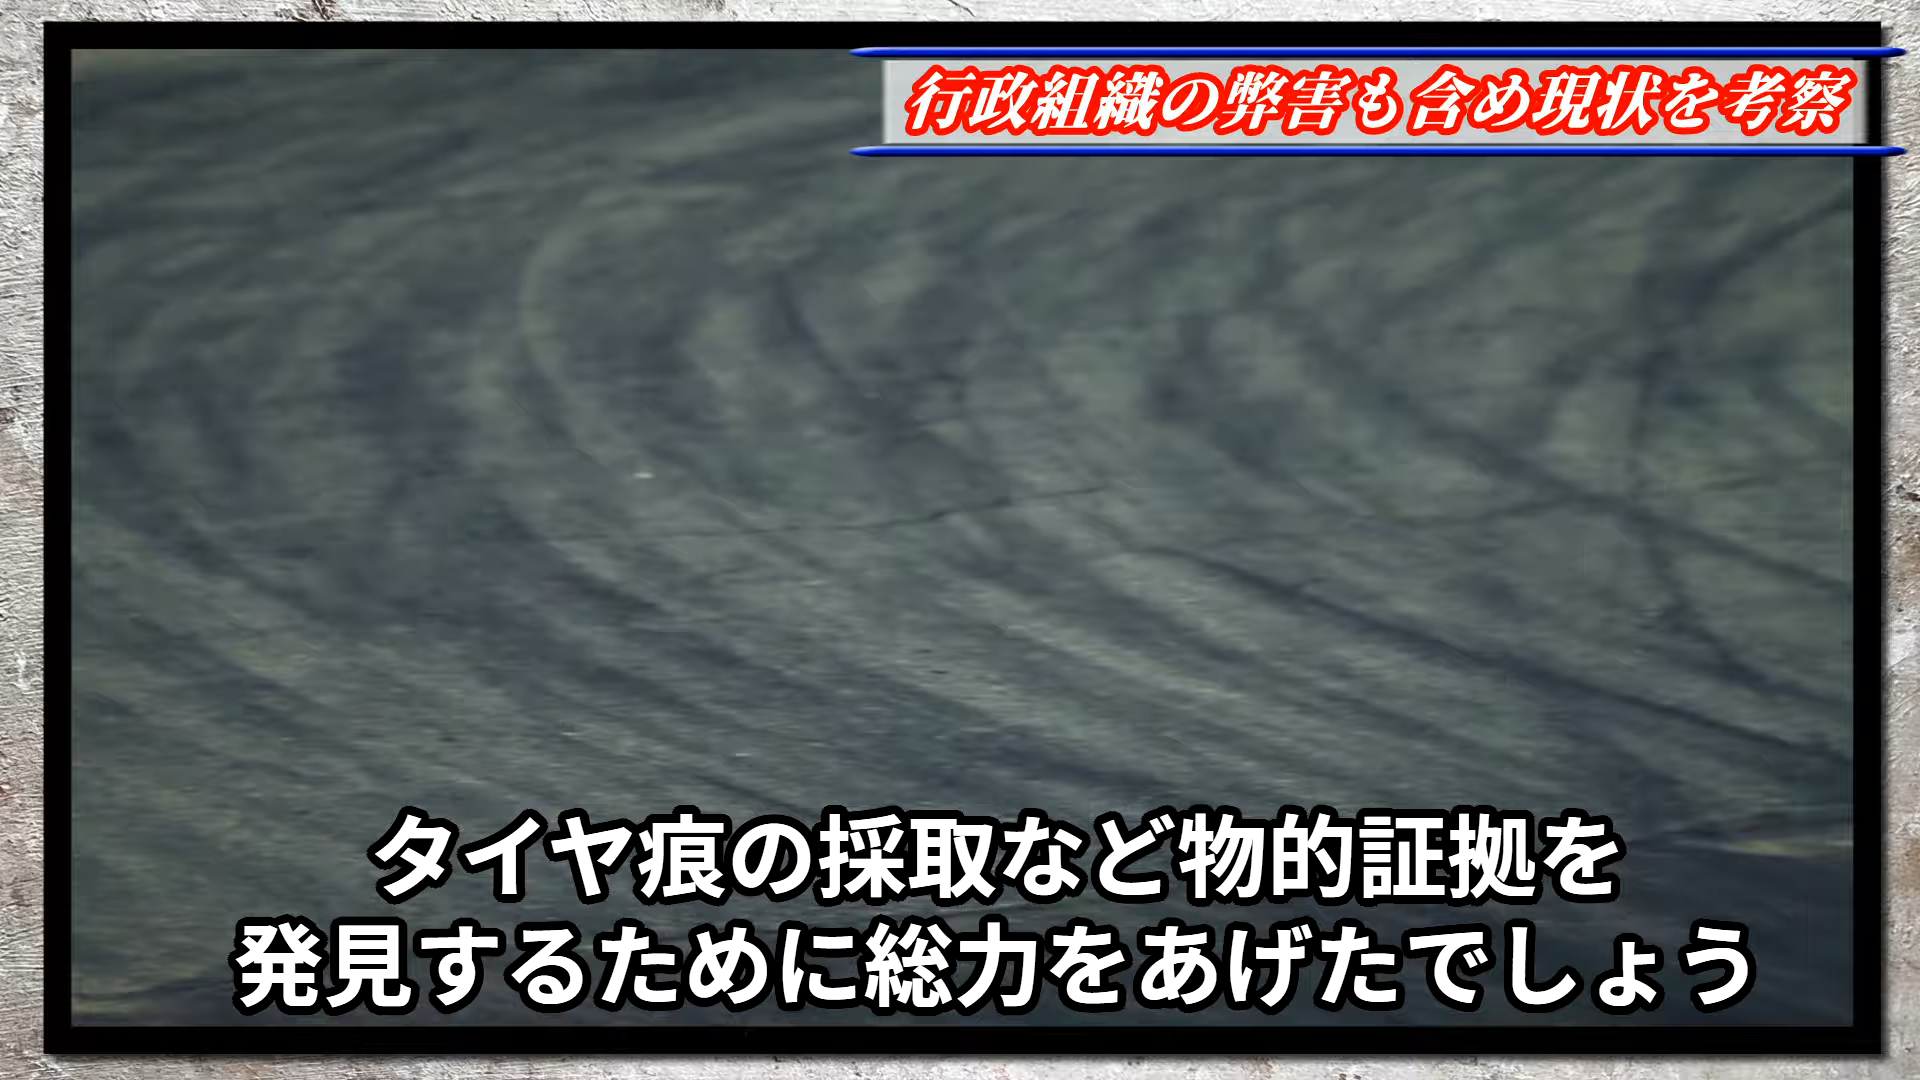 行政組織の弊害も含め現状を考察
タイヤ痕の採取など物的証拠を
発見するために総力をあげたでしょう